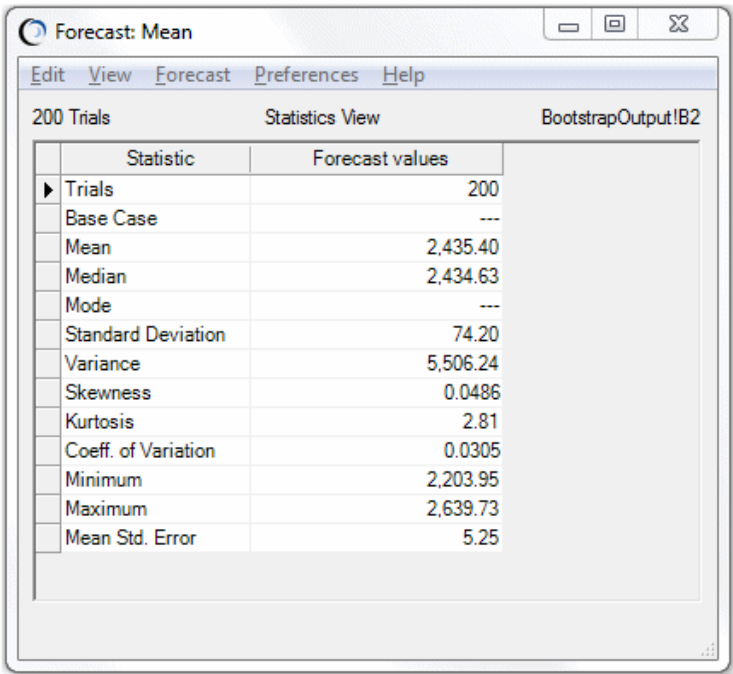 Forecast: Mean
Edit View Forecast Preferences Help
200 Trials Statistics View BootstrapOutput!B2
Statistic Forecast values
Trials 200
Base Case ---
Mean 2,435.40
Median 2,434.63
Mode ---
Standard Deviation 74.20
Variance 5,506.24
Skewness 0.0486
Kurtosis 2.81
Coeff. of Variation 0.0305
Minimum 2,203.95
Maximum 2,639.73
Mean Std. Error 5.25